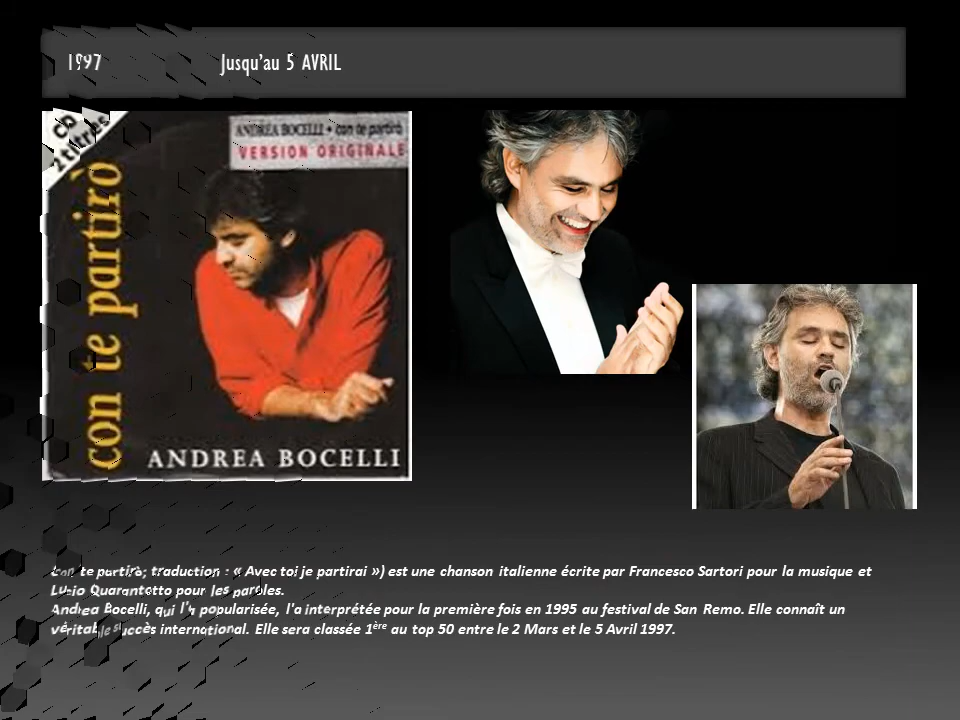 1997 Jusqu'au 5 AVRIL
CD
2 titres
ANDREA BOCELLI • con te partirò
VERSION ORIGINALE
con te partirò
ANDREA BOCELLI
Con te partirò; traduction : « Avec toi je partirai ») est une chanson italienne écrite par Francesco Sartori pour la musique et
Lucio Quarantotto pour les paroles.
Andrea Bocelli, qui l'a popularisée, l'a interprétée pour la première fois en 1995 au festival de San Remo. Elle connaît un
véritable succès international. Elle sera classée 1ère au top 50 entre le 2 Mars et le 5 Avril 1997.